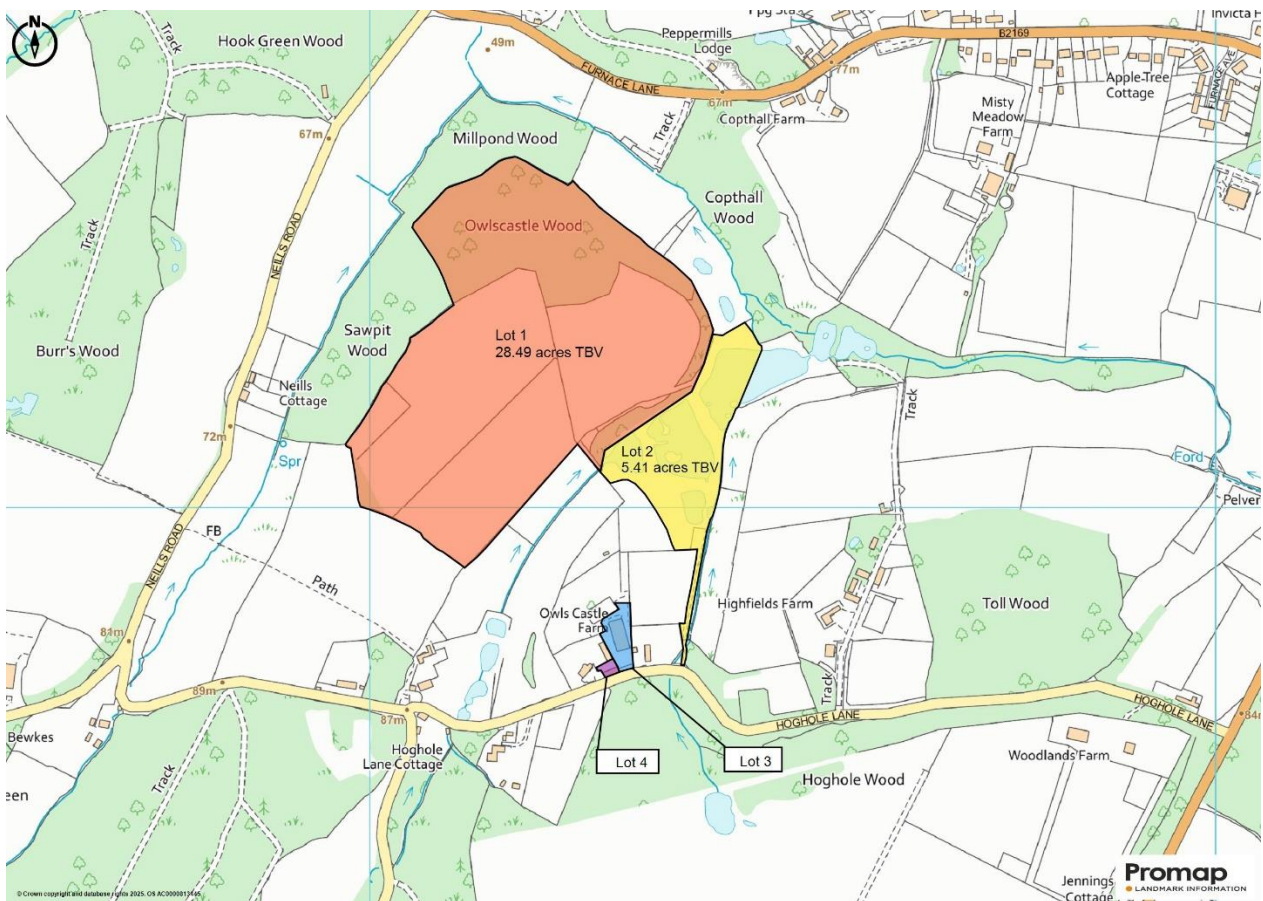 N
Track
Hook Green Wood
49m
Peppermills
Lodge
77m
B2169
FURNACE LANE
67m
Apple-Tree
Cottage
FURNACE AVE
Misty
Meadow
Farm
Copthall Farm
Track
67m
Millpond Wood
Copthall
Wood
Owlscastle Wood
Track
NEILLS ROAD
Burr's Wood
Sawpit
Wood
Lot 1
28.49 acres TBV
Neills
Cottage
72m
Spr
Track
Lot 2
5.41 acres TBV
Ford
FB
NEILLS ROAD
Path
Owls Castle
Farm
Highfields Farm
Toll Wood
81m
89m
87m
Track
HOGHOLE LANE
HOGHOLE LANE
84m
Bewkes
Hoghole
Lane Cottage
Lot 4
Lot 3
Woodlands Farm
Hoghole Wood
Track
een
Promap
LANDMARK INFORMATION
Jennings
Cottage